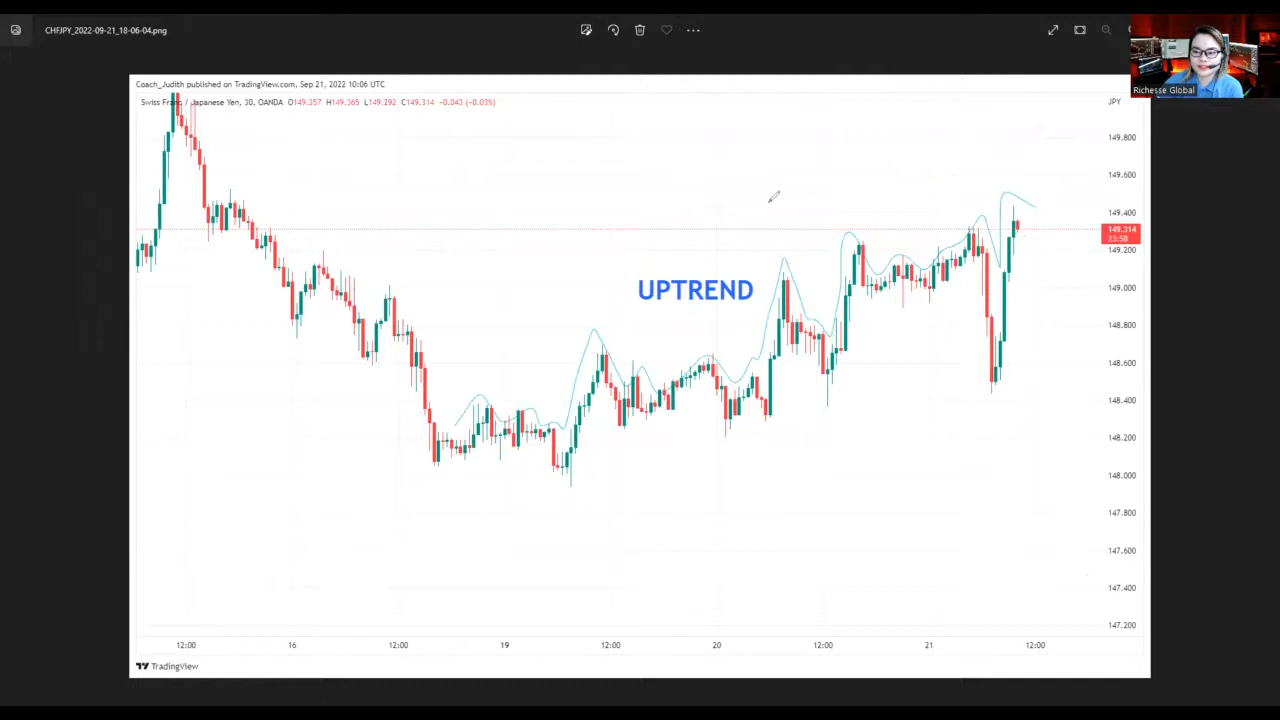 CHFJPY_2022-09-21_18-06-04.png
Richesse Global
Coach_Judith published on TradingView.com, Sep 21, 2022 10:06 UTC
Swiss Franc / Japanese Yen, 30, OANDA O149.357 H149.365 L149.292 C149.314 -0.043 (-0.03%)
JPY
149.800
149.600
149.400
149.314
23:58
149.200
149.000
148.800
148.600
148.400
148.200
148.000
147.800
147.600
147.400
147.200
UPTREND
12:00 16 12:00 19 12:00 20 12:00 21 12:00
TradingView